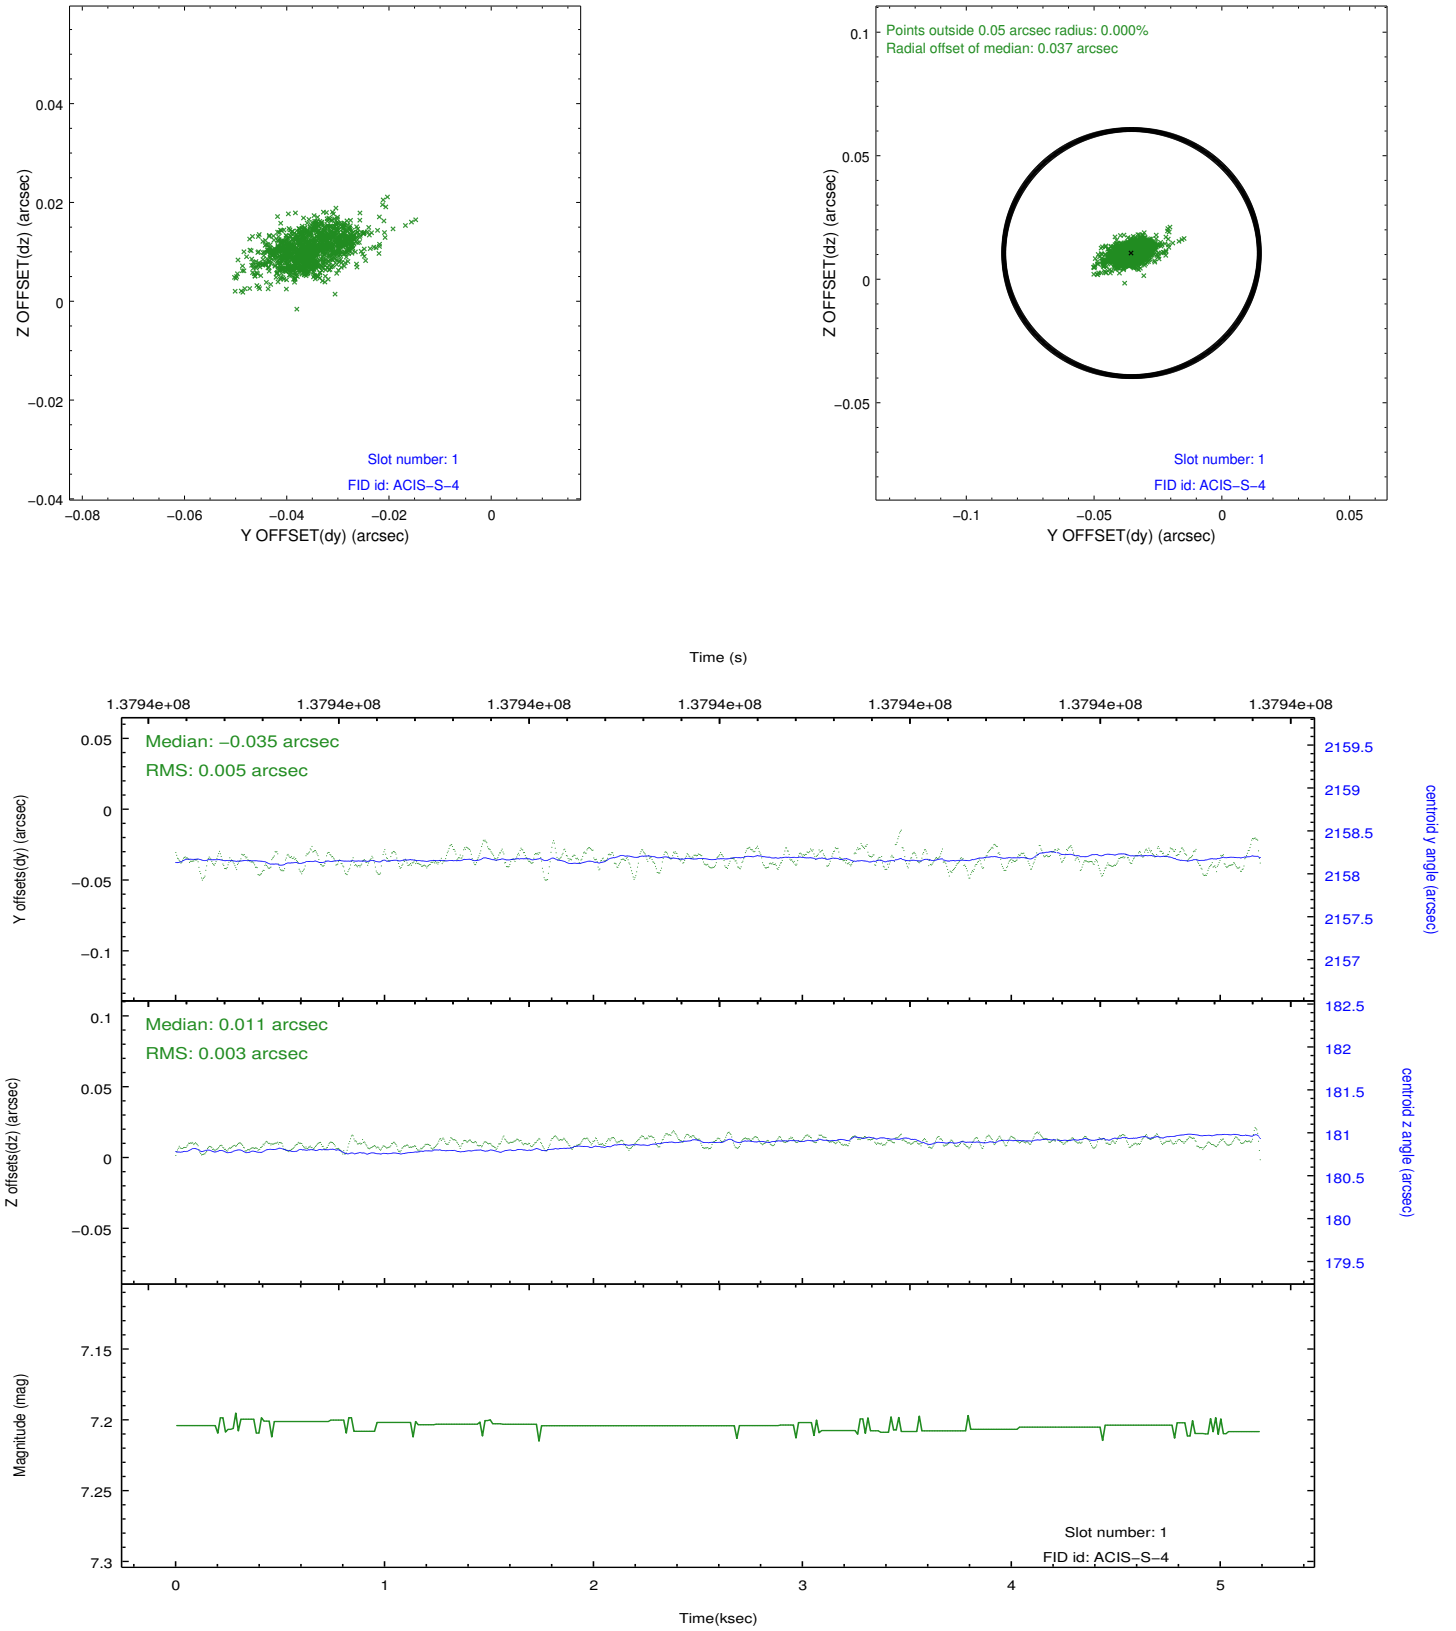 0.04
0.02
0
−0.02
−0.04
Z OFFSET(dz) (arcsec)
Slot number: 1
FID id: ACIS−S−4
−0.08 −0.06 −0.04 −0.02 0
Y OFFSET(dy) (arcsec)
Points outside 0.05 arcsec radius: 0.000%
Radial offset of median: 0.037 arcsec
0.1
0.05
0
−0.05
Z OFFSET(dz) (arcsec)
Slot number: 1
FID id: ACIS−S−4
−0.1 −0.05 0 0.05
Y OFFSET(dy) (arcsec)
Time (s)
1.3794e+08 1.3794e+08 1.3794e+08 1.3794e+08 1.3794e+08 1.3794e+08 1.3794e+08
Median: −0.035 arcsec
RMS: 0.005 arcsec
0.05
0
−0.05
−0.1
Y offsets(dy) (arcsec)
2159.5
2159
2158.5
2158
2157.5
2157
centroid y angle (arcsec)
Median: 0.011 arcsec
RMS: 0.003 arcsec
0.1
0.05
0
−0.05
Z offsets(dz) (arcsec)
182.5
182
181.5
181
180.5
180
179.5
centroid z angle (arcsec)
7.15
7.2
7.25
7.3
Magnitude (mag)
Slot number: 1
FID id: ACIS−S−4
0 1 2 3 4 5
Time(ksec)